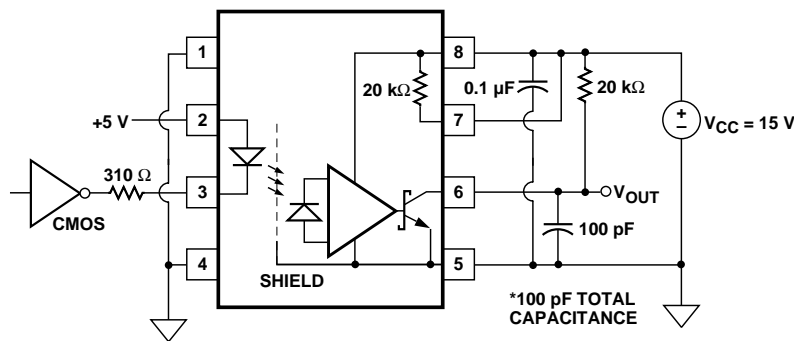 1
8
20 kΩ
0.1 µF
20 kΩ
+5 V
2
7
VCC = 15 V
310 Ω
3
6
VOUT
CMOS
100 pF
4
5
SHIELD
*100 pF TOTAL
CAPACITANCE